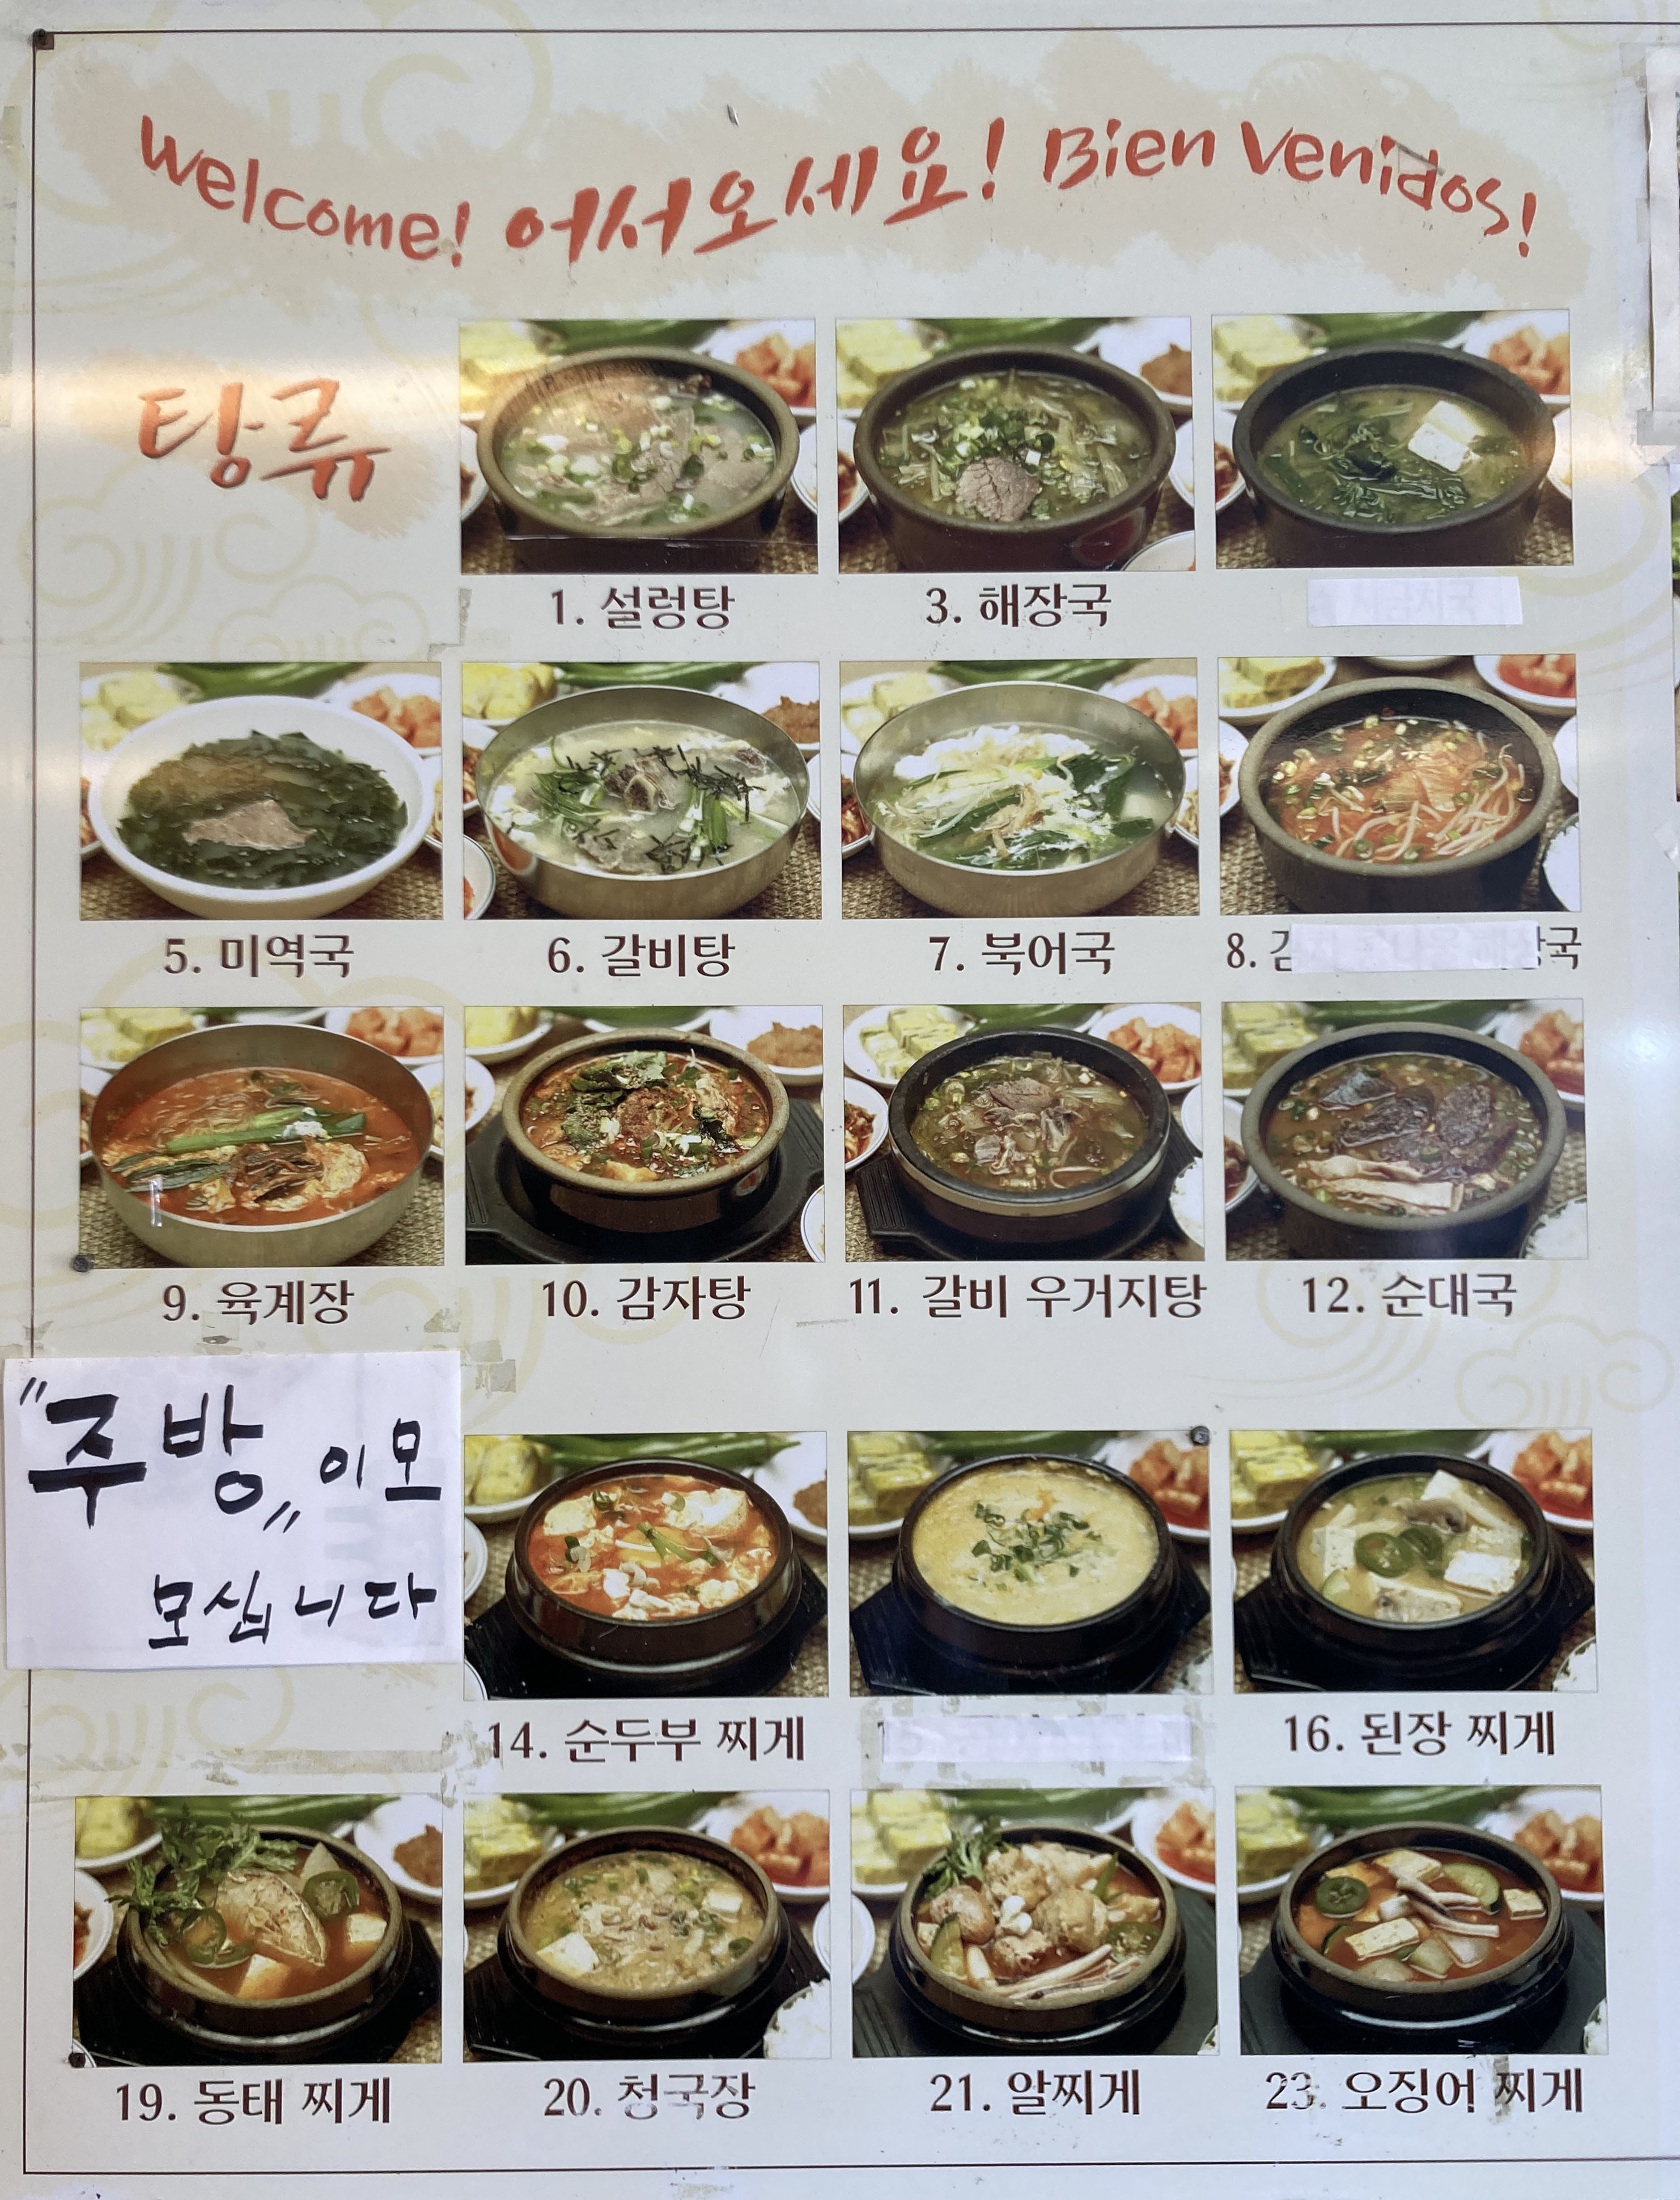 Welcome! 어서오세요! Bien Venidos!
탕류
1. 설렁탕
3. 해장국
5. 미역국
6. 갈비탕
7. 북어국
8.
9. 육계장
10. 감자탕
11. 갈비 우거지탕
12. 순대국
"주방" 이모
모십니다
14. 순두부 찌게
16. 된장 찌게
19. 동태 찌게
20. 청국장
21. 알찌게
23. 오징어 찌게